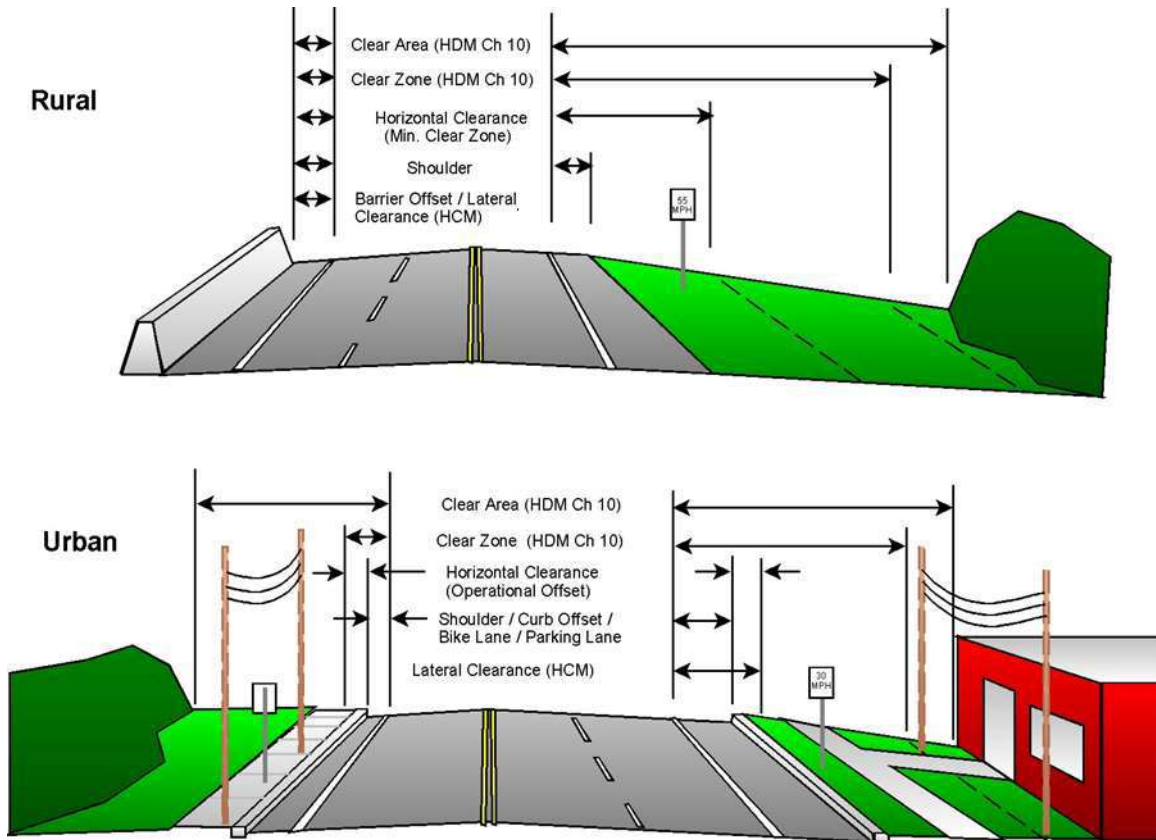 Rural
Clear Area (HDM Ch 10)
Clear Zone (HDM Ch 10)
Horizontal Clearance
(Min. Clear Zone)
Shoulder
Barrier Offset / Lateral
Clearance (HCM)
55
MPH
Urban
Clear Area (HDM Ch 10)
Clear Zone (HDM Ch 10)
Horizontal Clearance
(Operational Offset)
Shoulder / Curb Offset /
Bike Lane / Parking Lane
Lateral Clearance (HCM)
30
MPH